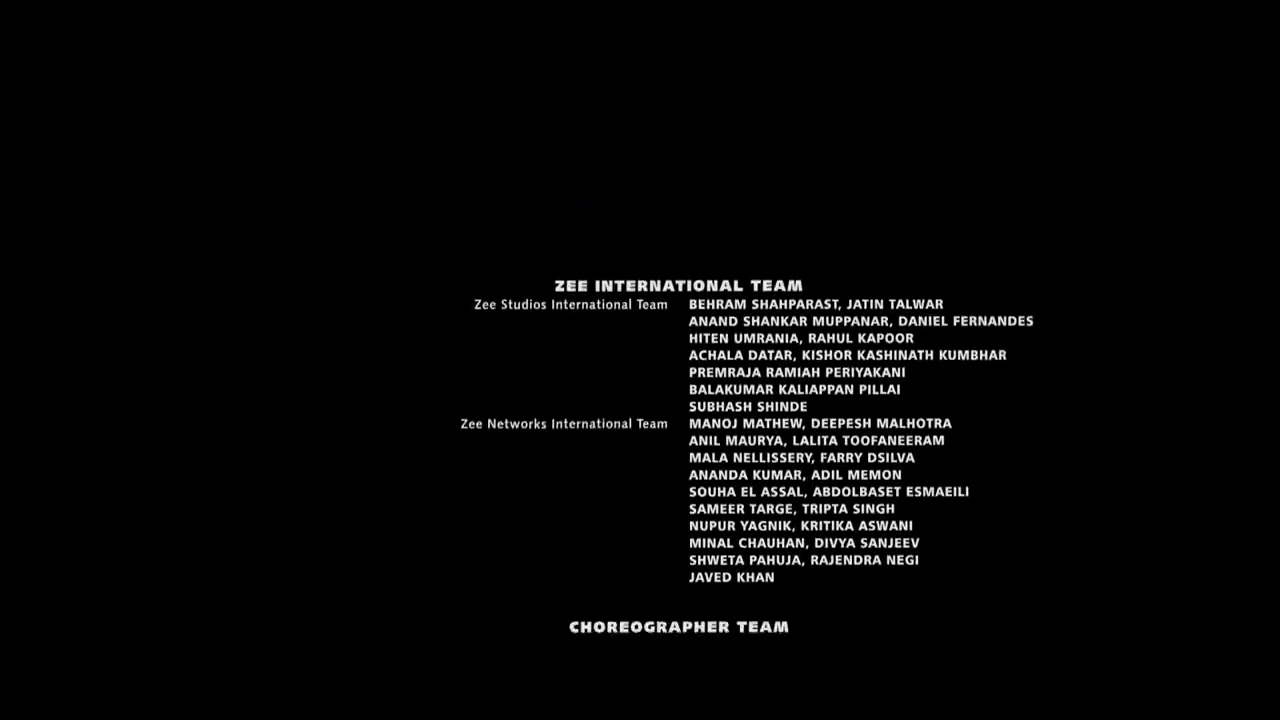 ZEE INTERNATIONAL TEAM
Zee Studios International Team BEHRAM SHAHPARAST, JATIN TALWAR
ANAND SHANKAR MUPPANAR, DANIEL FERNANDES
HITEN UMRANIA, RAHUL KAPOOR
ACHALA DATAR, KISHOR KASHINATH KUMBHAR
PREMRAJA RAMIAH PERIYAKANI
BALAKUMAR KALIAPPAN PILLAI
SUBHASH SHINDE
Zee Networks International Team MANOJ MATHEW, DEEPESH MALHOTRA
ANIL MAURYA, LALITA TOOFANEERAM
MALA NELLISSERY, FARRY DSILVA
ANANDA KUMAR, ADIL MEMON
SOUHA EL ASSAL, ABDOLBASET ESMAEILI
SAMEER TARGE, TRIPTA SINGH
NUPUR YAGNIK, KRITIKA ASWANI
MINAL CHAUHAN, DIVYA SANJEEV
SHWETA PAHUJA, RAJENDRA NEGI
JAVED KHAN
CHOREOGRAPHER TEAM